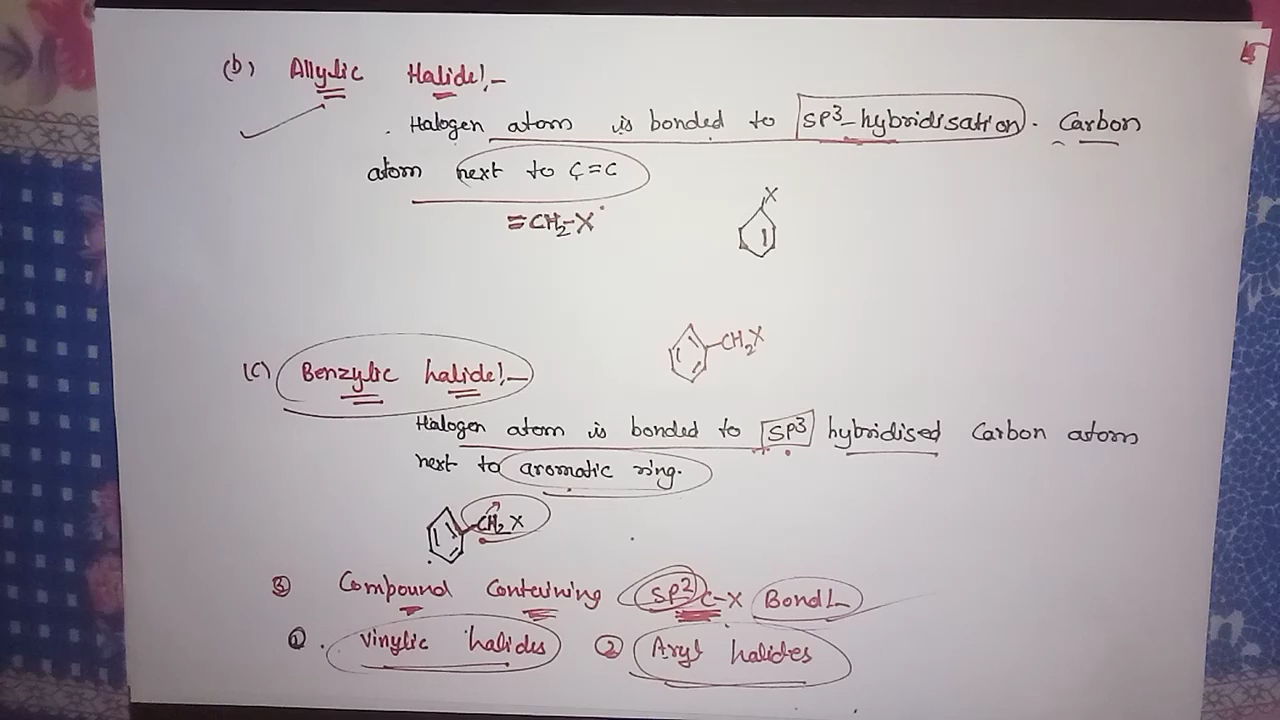 (b) Allylic Halide!-
. Halogen atom is bonded to SP³-hybridisation. Carbon
atom next to C=C
=CH₂-X
X
-CH₂X
(C) Benzylic halide!-
Halogen atom is bonded to SP³ hybridised Carbon atom
next to aromatic ring.
CH₂X
③ Compound Containing SP² C-X Bond!-
① . Vinylic halides ② Aryl halides